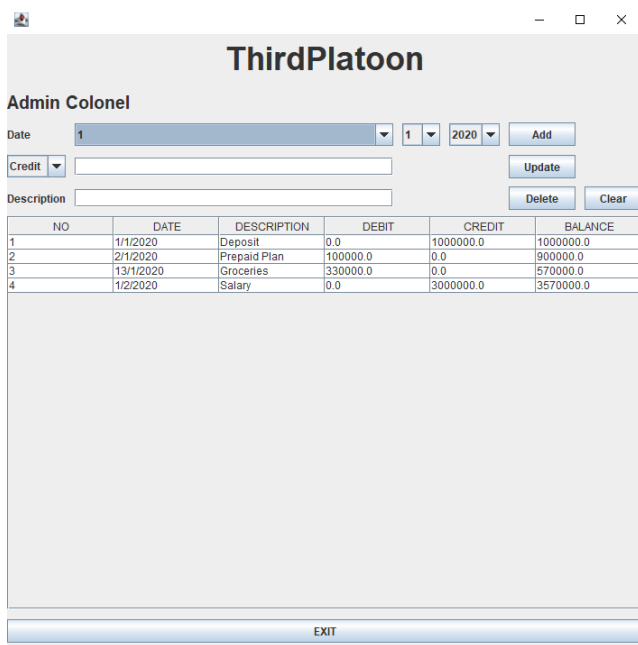 ThirdPlatoon
Admin Colonel
Date 1 1 2020 Add
Credit Update
Description Delete Clear
NO DATE DESCRIPTION DEBIT CREDIT BALANCE
1 1/1/2020 Deposit 0.0 1000000.0 1000000.0
2 2/1/2020 Prepaid Plan 100000.0 0.0 900000.0
3 13/1/2020 Groceries 330000.0 0.0 570000.0
4 1/2/2020 Salary 0.0 3000000.0 3570000.0
EXIT